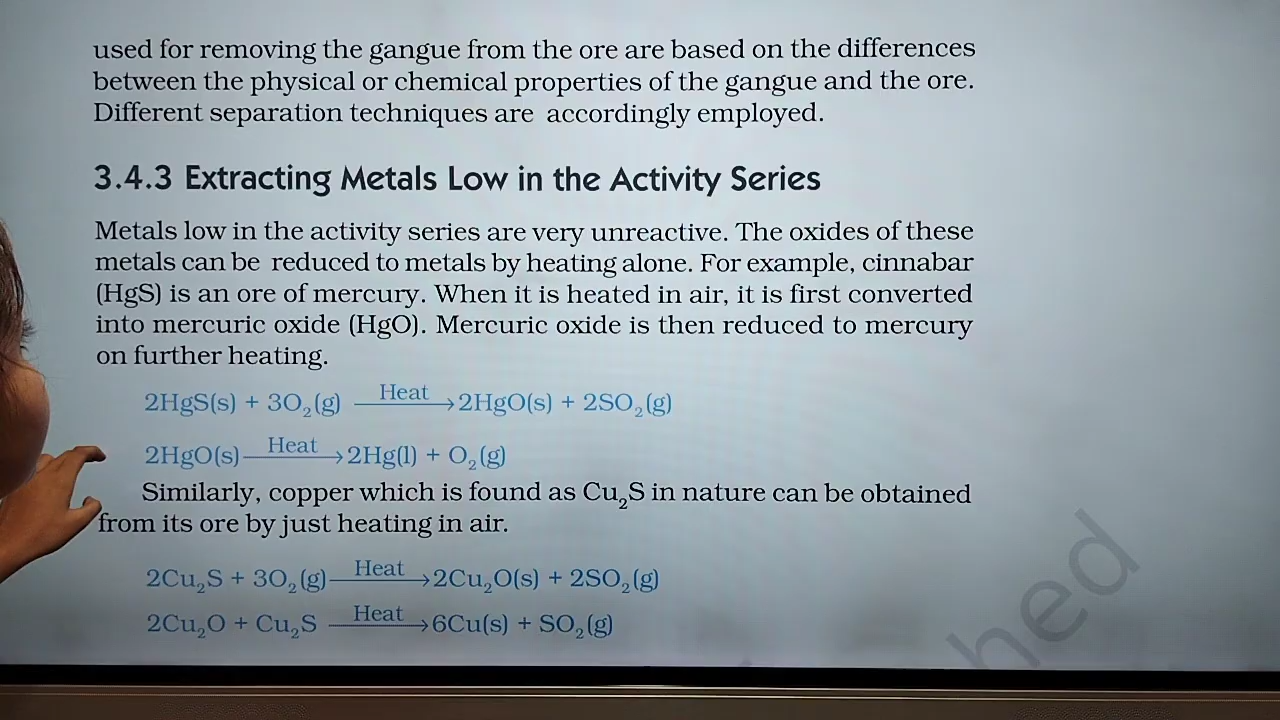 used for removing the gangue from the ore are based on the differences
between the physical or chemical properties of the gangue and the ore.
Different separation techniques are accordingly employed.
3.4.3 Extracting Metals Low in the Activity Series
Metals low in the activity series are very unreactive. The oxides of these
metals can be reduced to metals by heating alone. For example, cinnabar
(HgS) is an ore of mercury. When it is heated in air, it is first converted
into mercuric oxide (HgO). Mercuric oxide is then reduced to mercury
on further heating.
2HgS(s) + 3O₂(g) Heat → 2HgO(s) + 2SO₂(g)
2HgO(s) Heat → 2Hg(l) + O₂(g)
Similarly, copper which is found as Cu₂S in nature can be obtained
from its ore by just heating in air.
2Cu₂S + 3O₂(g) Heat → 2Cu₂O(s) + 2SO₂(g)
2Cu₂O + Cu₂S Heat → 6Cu(s) + SO₂(g)
hed